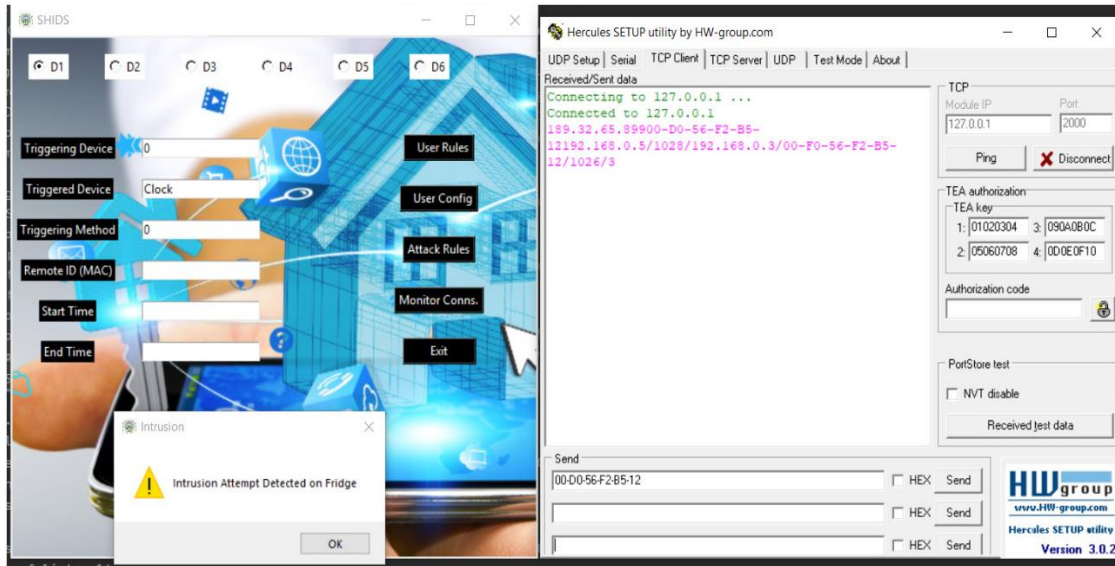 SHIDS
D1 D2 D3 D4 D5 D6
Triggering Device 0
User Rules
Triggered Device Clock
User Config
Triggering Method 0
Attack Rules
Remote ID (MAC)
Monitor Conns.
Start Time
End Time
Exit
Intrusion
Intrusion Attempt Detected on Fridge
OK
Hercules SETUP utility by HW-group.com
UDP Setup Serial TCP Client TCP Server UDP Test Mode About
Received/Sent data
Connecting to 127.0.0.1 ...
Connected to 127.0.0.1
189.32.65.89900-D0-56-F2-B5-
12192.168.0.5/1028/192.168.0.3/00-F0-56-F2-B5-
12/1026/3
TCP
Module IP Port
127.0.0.1 2000
Ping Disconnect
TEA authorization
TEA key
1: 01020304 3: 090A0B0C
2: 05060708 4: 0D0E0F10
Authorization code
PortStore test
NVT disable
Received test data
Send
00-D0-56-F2-B5-12 HEX Send
HEX Send
HEX Send
HW group
www.HW-group.com
Hercules SETUP utility
Version 3.0.2